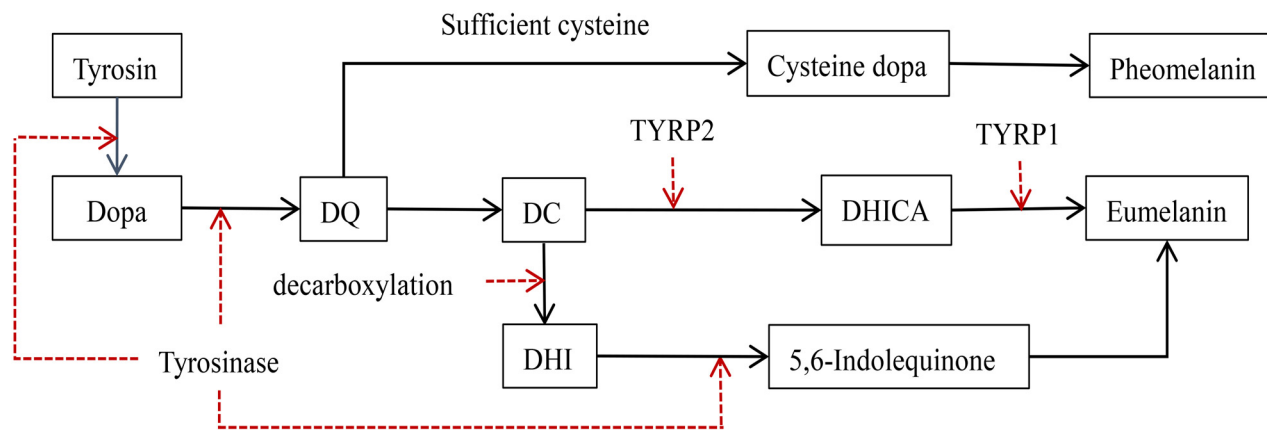 Sufficient cysteine
Tyrosin
Cysteine dopa
Pheomelanin
TYRP2
TYRP1
Dopa
DQ
DC
DHICA
Eumelanin
decarboxylation
DHI
5,6-Indolequinone
Tyrosinase